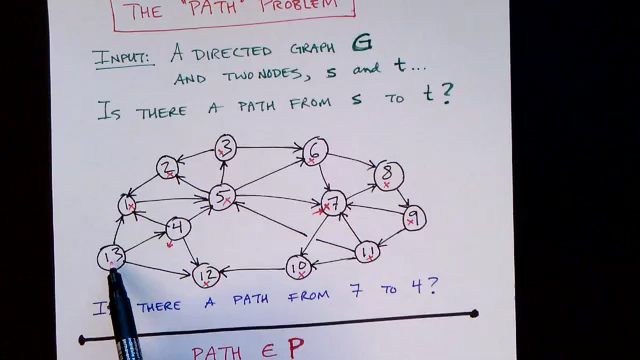 THE "PATH" PROBLEM
INPUT: A DIRECTED GRAPH G
AND TWO NODES, s and t...
IS THERE A PATH FROM s TO t?
3
6
2
8
5
1
7
9
4
13
11
10
12
IS THERE A PATH FROM 7 TO 4?
PATH ∈ P